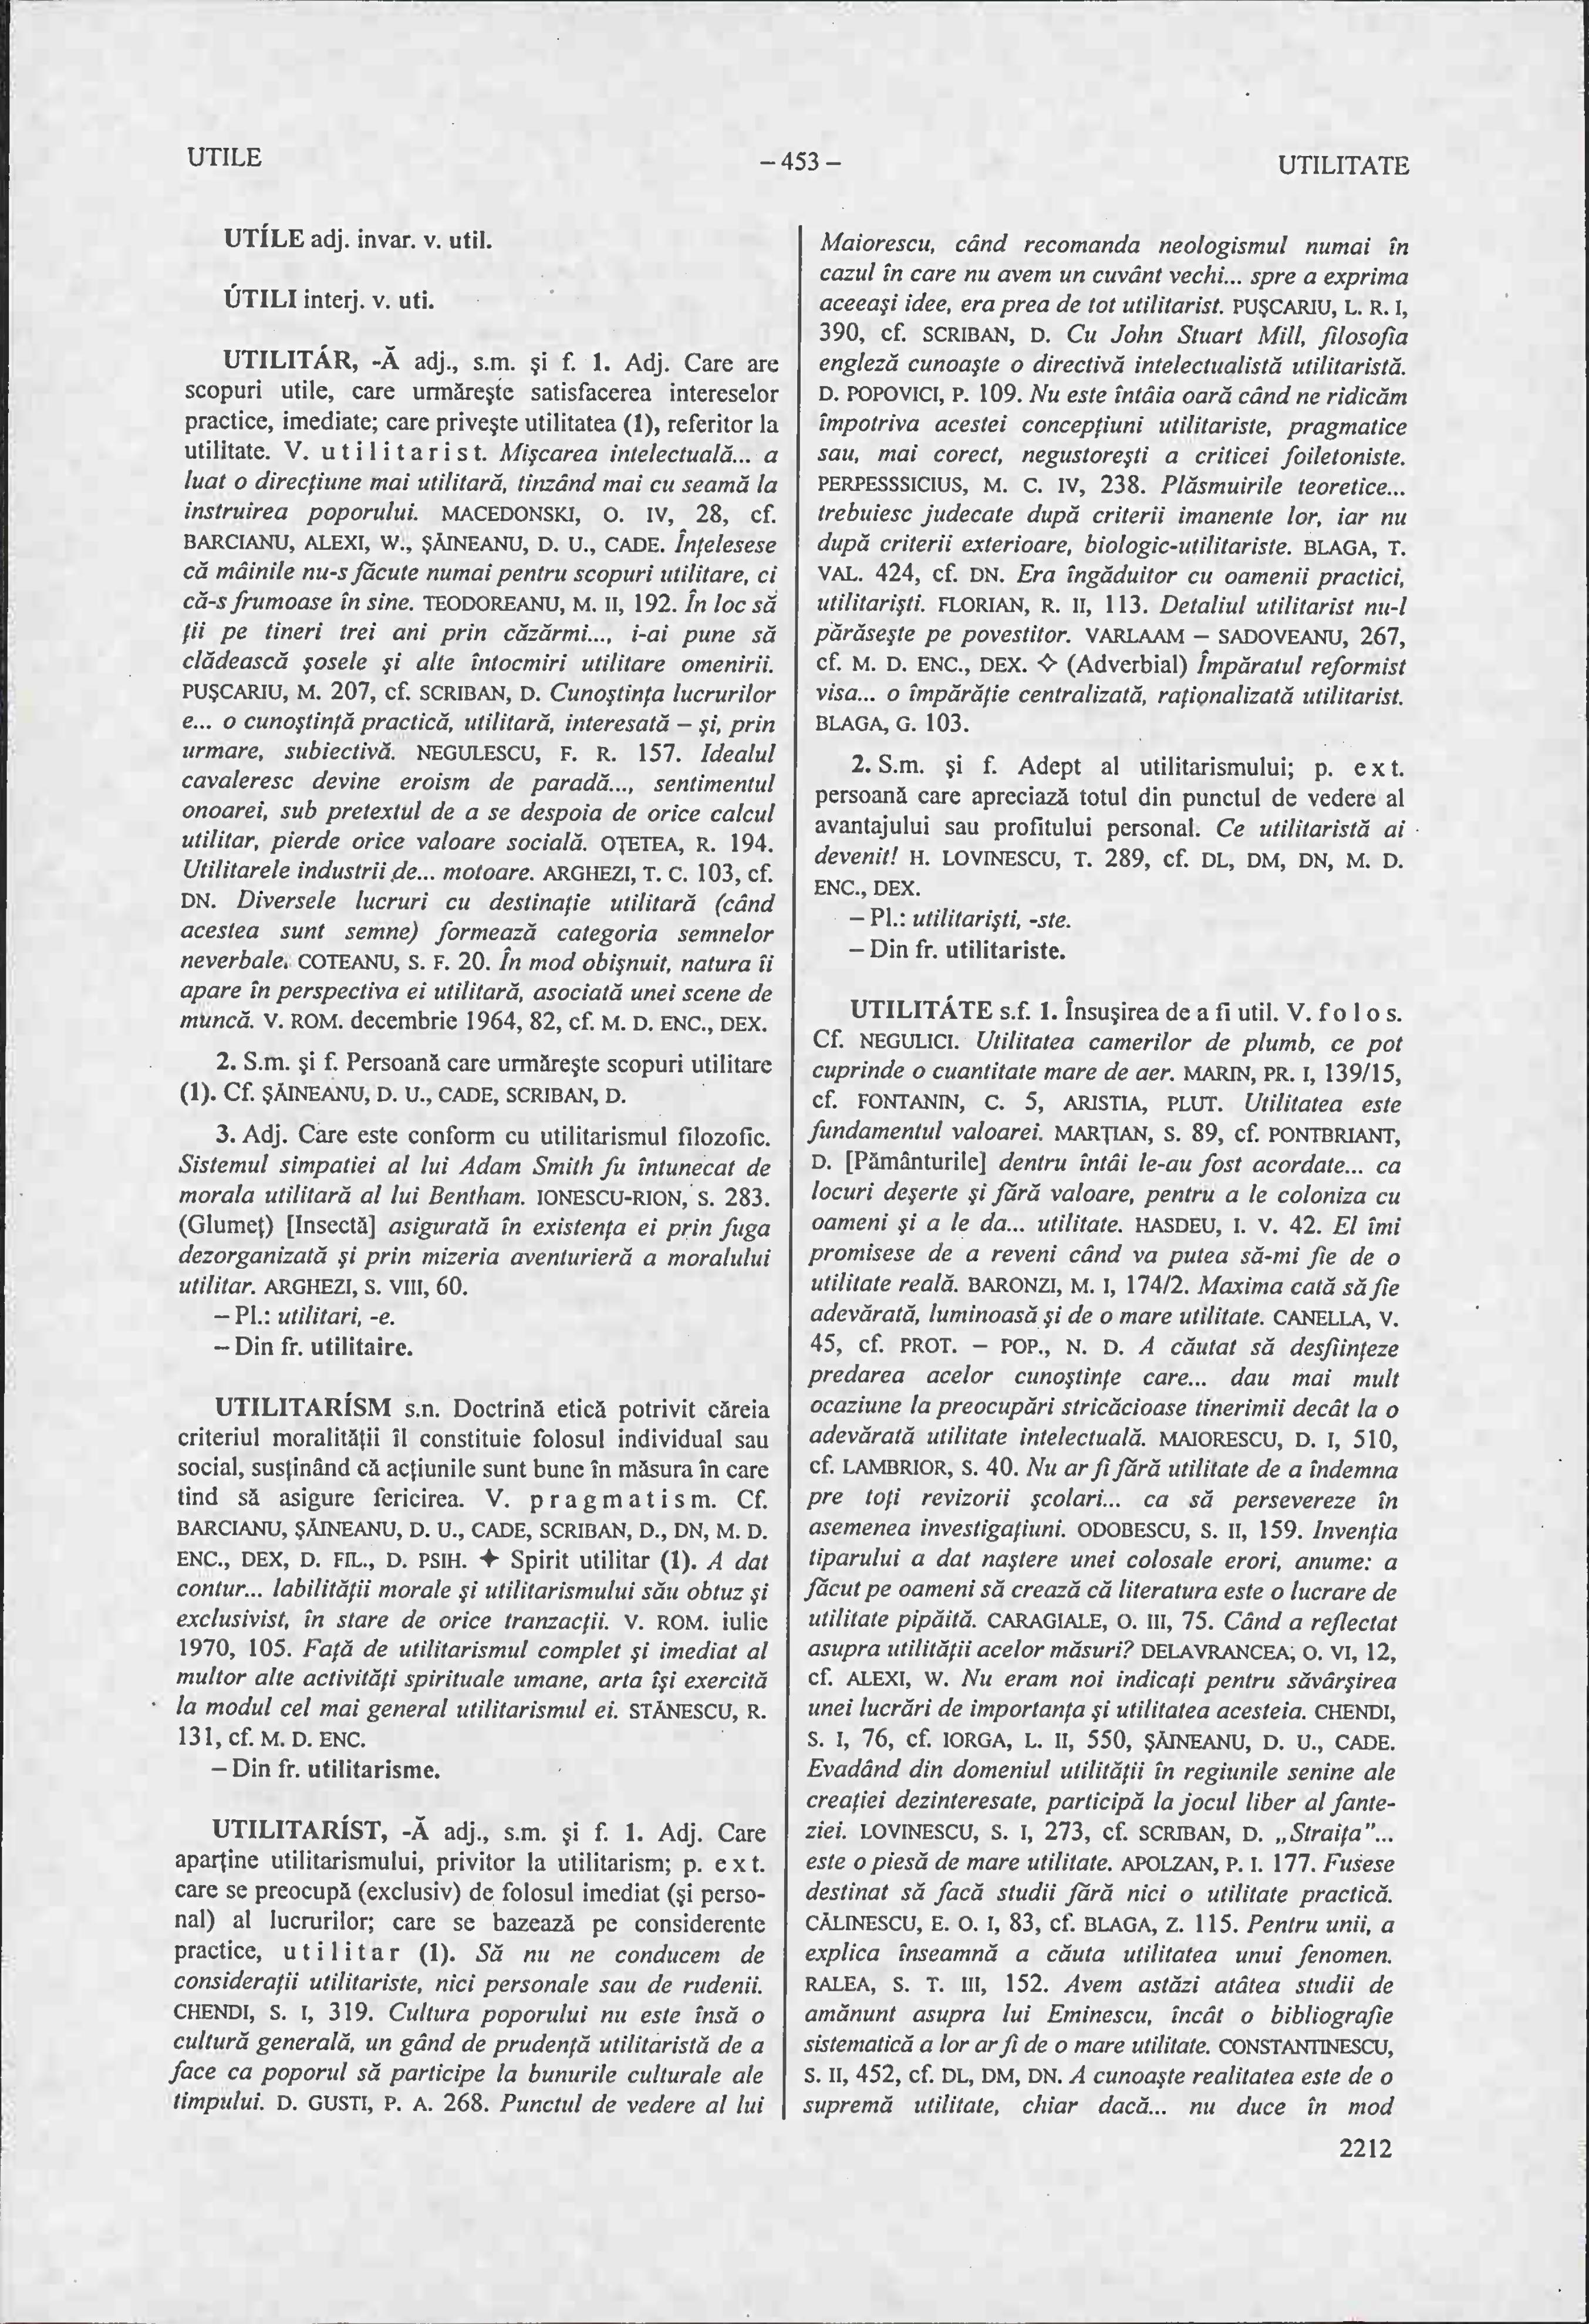 UTILE
– 453 –
UTILITATE
UTÍLE adj. invar. v. util.
ÚTILI interj. v. uti.
UTILITÁR, -Ă adj., s.m. şi f. 1. Adj. Care are
scopuri utile, care urmăreşte satisfacerea intereselor
practice, imediate; care priveşte utilitatea (1), referitor la
utilitate. V. utilitarist. Mişcarea intelectuală... a
luat o direcţiune mai utilitară, tinzând mai cu seamă la
instruirea poporului. MACEDONSKI, O. IV, 28, cf.
BARCIANU, ALEXI, W., ŞĂINEANU, D. U., CADE. Înţelesese
că mâinile nu-s făcute numai pentru scopuri utilitare, ci
că-s frumoase în sine. TEODOREANU, M. II, 192. În loc să
ţii pe tineri trei ani prin căzărmi..., i-ai pune să
clădească şosele şi alte întocmiri utilitare omenirii.
PUŞCARIU, M. 207, cf. SCRIBAN, D. Cunoştinţa lucrurilor
e... o cunoştinţă practică, utilitară, interesată – şi, prin
urmare, subiectivă. NEGULESCU, F. R. 157. Idealul
cavaleresc devine eroism de paradă..., sentimentul
onoarei, sub pretextul de a se despoia de orice calcul
utilitar, pierde orice valoare socială. OŢETEA, R. 194.
Utilitarele industrii de... motoare. ARGHEZI, T. C. 103, cf.
DN. Diversele lucruri cu destinaţie utilitară (când
acestea sunt semne) formează categoria semnelor
neverbale. COTEANU, S. F. 20. În mod obişnuit, natura îi
apare în perspectiva ei utilitară, asociată unei scene de
muncă. V. ROM. decembrie 1964, 82, cf. M. D. ENC., DEX.
2. S.m. şi f. Persoană care urmăreşte scopuri utilitare
(1). Cf. ŞĂINEANU, D. U., CADE, SCRIBAN, D.
3. Adj. Care este conform cu utilitarismul filozofic.
Sistemul simpatiei al lui Adam Smith fu întunecat de
morala utilitară al lui Bentham. IONESCU-RION, S. 283.
(Glumeţ) [Insectă] asigurată în existenţa ei prin fuga
dezorganizată şi prin mizeria aventurieră a moralului
utilitar. ARGHEZI, S. VIII, 60.
– Pl.: utilitari, -e.
– Din fr. utilitaire.
UTILITARÍSM s.n. Doctrină etică potrivit căreia
criteriul moralităţii îl constituie folosul individual sau
social, susţinând că acţiunile sunt bune în măsura în care
tind să asigure fericirea. V. pragmatism. Cf.
BARCIANU, ŞĂINEANU, D. U., CADE, SCRIBAN, D., DN, M. D.
ENC., DEX, D. FIL., D. PSIH. ✦ Spirit utilitar (1). A dat
contur... labilităţii morale şi utilitarismului său obtuz şi
exclusivist, în stare de orice tranzacţii. V. ROM. iulie
1970, 105. Faţă de utilitarismul complet şi imediat al
multor alte activităţi spirituale umane, arta îşi exercită
la modul cel mai general utilitarismul ei. STĂNESCU, R.
131, cf. M. D. ENC.
– Din fr. utilitarisme.
UTILITARÍST, -Ă adj., s.m. şi f. 1. Adj. Care
aparţine utilitarismului, privitor la utilitarism; p. ext.
care se preocupă (exclusiv) de folosul imediat (şi perso-
nal) al lucrurilor; care se bazează pe considerente
practice, utilitar (1). Să nu ne conducem de
consideraţii utilitariste, nici personale sau de rudenii.
CHENDI, S. I, 319. Cultura poporului nu este însă o
cultură generală, un gând de prudenţă utilitaristă de a
face ca poporul să participe la bunurile culturale ale
timpului. D. GUSTI, P. A. 268. Punctul de vedere al lui
Maiorescu, când recomanda neologismul numai în
cazul în care nu avem un cuvânt vechi... spre a exprima
aceeaşi idee, era prea de tot utilitarist. PUŞCARIU, L. R. I,
390, cf. SCRIBAN, D. Cu John Stuart Mill, filosofia
engleză cunoaşte o directivă intelectualistă utilitaristă.
D. POPOVICI, P. 109. Nu este întâia oară când ne ridicăm
împotriva acestei concepţiuni utilitariste, pragmatice
sau, mai corect, negustoreşti a criticei foiletoniste.
PERPESSSICIUS, M. C. IV, 238. Plăsmuirile teoretice...
trebuiesc judecate după criterii imanente lor, iar nu
după criterii exterioare, biologic-utilitariste. BLAGA, T.
VAL. 424, cf. DN. Era îngăduitor cu oamenii practici,
utilitarişti. FLORIAN, R. II, 113. Detaliul utilitarist nu-l
părăseşte pe povestitor. VARLAAM – SADOVEANU, 267,
cf. M. D. ENC., DEX. ✧ (Adverbial) Împăratul reformist
visa... o împărăţie centralizată, raţionalizată utilitarist.
BLAGA, G. 103.
2. S.m. şi f. Adept al utilitarismului; p. ext.
persoană care apreciază totul din punctul de vedere al
avantajului sau profitului personal. Ce utilitaristă ai
devenit! H. LOVINESCU, T. 289, cf. DL, DM, DN, M. D.
ENC., DEX.
– Pl.: utilitarişti, -ste.
– Din fr. utilitariste.
UTILITÁTE s.f. 1. Însuşirea de a fi util. V. folos.
Cf. NEGULICI. Utilitatea camerilor de plumb, ce pot
cuprinde o cuantitate mare de aer. MARIN, PR. I, 139/15,
cf. FONTANIN, C. 5, ARISTIA, PLUT. Utilitatea este
fundamentul valoarei. MARŢIAN, S. 89, cf. PONTBRIANT,
D. [Pământurile] dentru întâi le-au fost acordate... ca
locuri deşerte şi fără valoare, pentru a le coloniza cu
oameni şi a le da... utilitate. HASDEU, I. V. 42. El îmi
promisese de a reveni când va putea să-mi fie de o
utilitate reală. BARONZI, M. I, 174/2. Maxima cată să fie
adevărată, luminoasă şi de o mare utilitate. CANELLA, V.
45, cf. PROT. – POP., N. D. A căutat să desfiinţeze
predarea acelor cunoştinţe care... dau mai mult
ocaziune la preocupări stricăcioase tinerimii decât la o
adevărată utilitate intelectuală. MAIORESCU, D. I, 510,
cf. LAMBRIOR, S. 40. Nu ar fi fără utilitate de a îndemna
pre toţi revizorii şcolari... ca să persevereze în
asemenea investigaţiuni. ODOBESCU, S. II, 159. Invenţia
tiparului a dat naştere unei colosale erori, anume: a
făcut pe oameni să crează că literatura este o lucrare de
utilitate pipăită. CARAGIALE, O. III, 75. Când a reflectat
asupra utilităţii acelor măsuri? DELAVRANCEA, O. VI, 12,
cf. ALEXI, W. Nu eram noi indicaţi pentru săvârşirea
unei lucrări de importanţa şi utilitatea acesteia. CHENDI,
S. I, 76, cf. IORGA, L. II, 550, ŞĂINEANU, D. U., CADE.
Evadând din domeniul utilităţii în regiunile senine ale
creaţiei dezinteresate, participă la jocul liber al fante-
ziei. LOVINESCU, S. I, 273, cf. SCRIBAN, D. „Straiţa"...
este o piesă de mare utilitate. APOLZAN, P. I. 177. Fusese
destinat să facă studii fără nici o utilitate practică.
CĂLINESCU, E. O. I, 83, cf. BLAGA, Z. 115. Pentru unii, a
explica înseamnă a căuta utilitatea unui fenomen.
RALEA, S. T. III, 152. Avem astăzi atâtea studii de
amănunt asupra lui Eminescu, încât o bibliografie
sistematică a lor ar fi de o mare utilitate. CONSTANTINESCU,
S. II, 452, cf. DL, DM, DN. A cunoaşte realitatea este de o
supremă utilitate, chiar dacă... nu duce în mod
2212